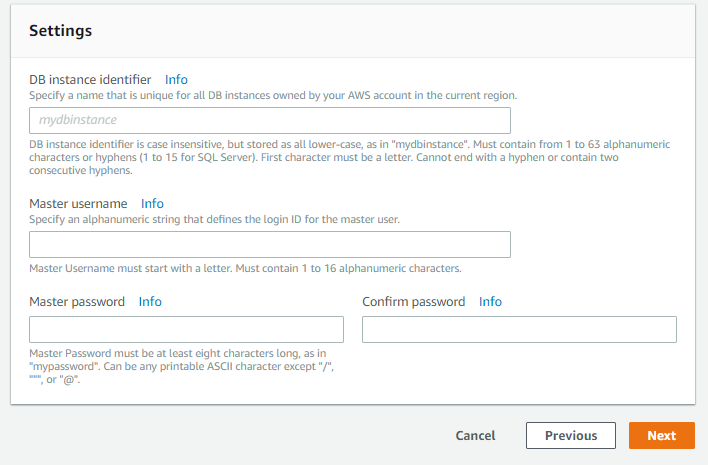 Settings
DB instance identifier Info
Specify a name that is unique for all DB instances owned by your AWS account in the current region.
mydbinstance
DB instance identifier is case insensitive, but stored as all lower-case, as in "mydbinstance". Must contain from 1 to 63 alphanumeric
characters or hyphens (1 to 15 for SQL Server). First character must be a letter. Cannot end with a hyphen or contain two
consecutive hyphens.
Master username Info
Specify an alphanumeric string that defines the login ID for the master user.
Master Username must start with a letter. Must contain 1 to 16 alphanumeric characters.
Master password Info Confirm password Info
Master Password must be at least eight characters long, as in
"mypassword". Can be any printable ASCII character except "/",
""", or "@".
Cancel Previous Next